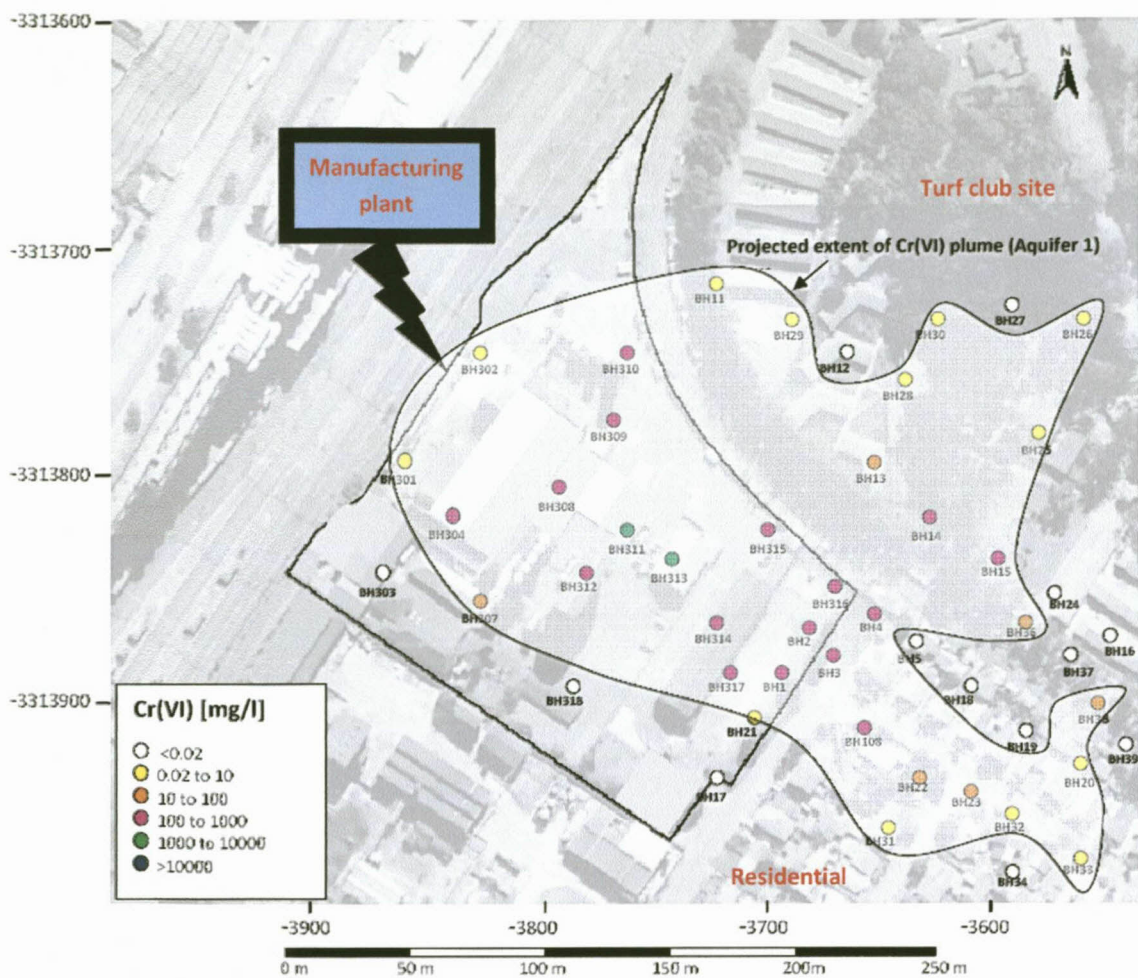 -3313600
N
Manufacturing
plant
Turf club site
-3313700
Projected extent of Cr(VI) plume (Aquifer 1)
BH11
BH29
BH30
BH27
BH26
BH302
BH310
BH12
BH28
BH309
BH25
-3313800
BH301
BH308
BH13
BH304
BH311
BH315
BH14
BH312
BH313
BH15
BH303
BH316
BH24
BH307
BH314
BH2
BH4
BH36
BH5
BH16
BH3
BH37
BH317
BH1
-3313900
BH318
BH18
BH21
BH108
BH19
BH38
BH39
BH17
BH22
BH23
BH20
BH31
BH32
BH34
BH33
Residential
Cr(VI) [mg/l]
<0.02
0.02 to 10
10 to 100
100 to 1000
1000 to 10000
>10000
-3900
-3800
-3700
-3600
0 m
50 m
100 m
150 m
200m
250 m